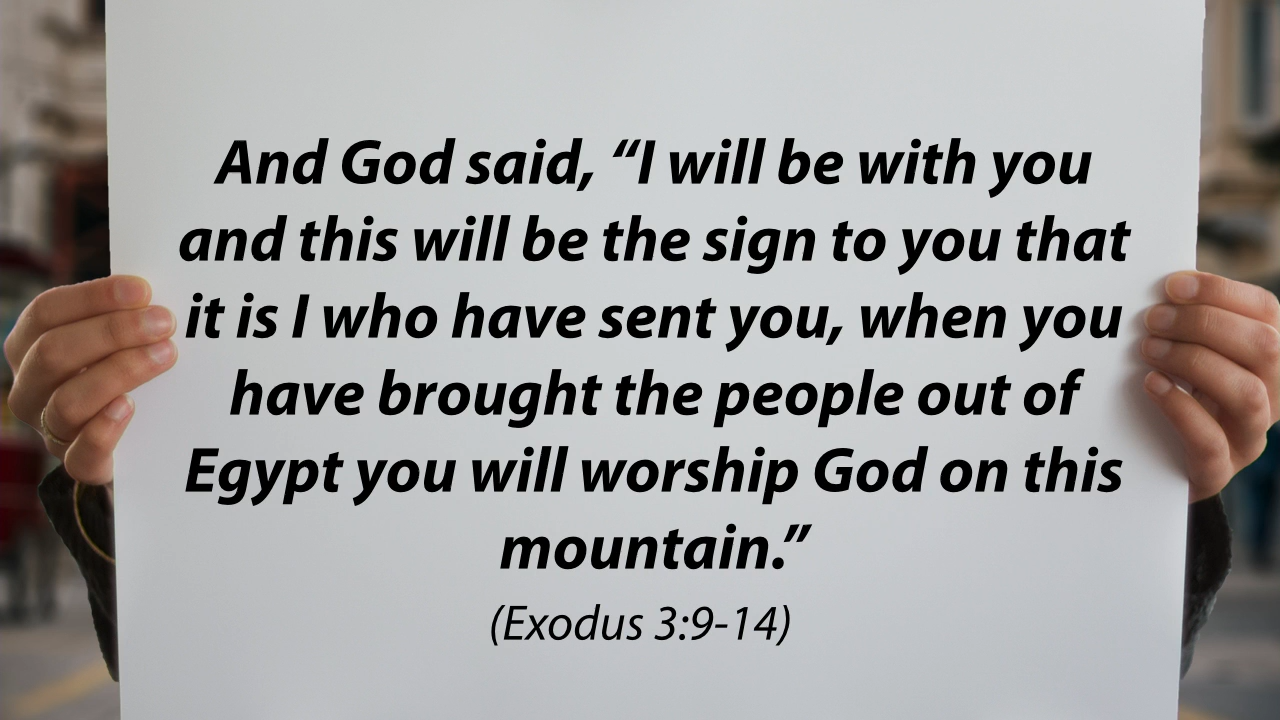 And God said, “I will be with you
and this will be the sign to you that
it is I who have sent you, when you
have brought the people out of
Egypt you will worship God on this
mountain.”
(Exodus 3:9-14)